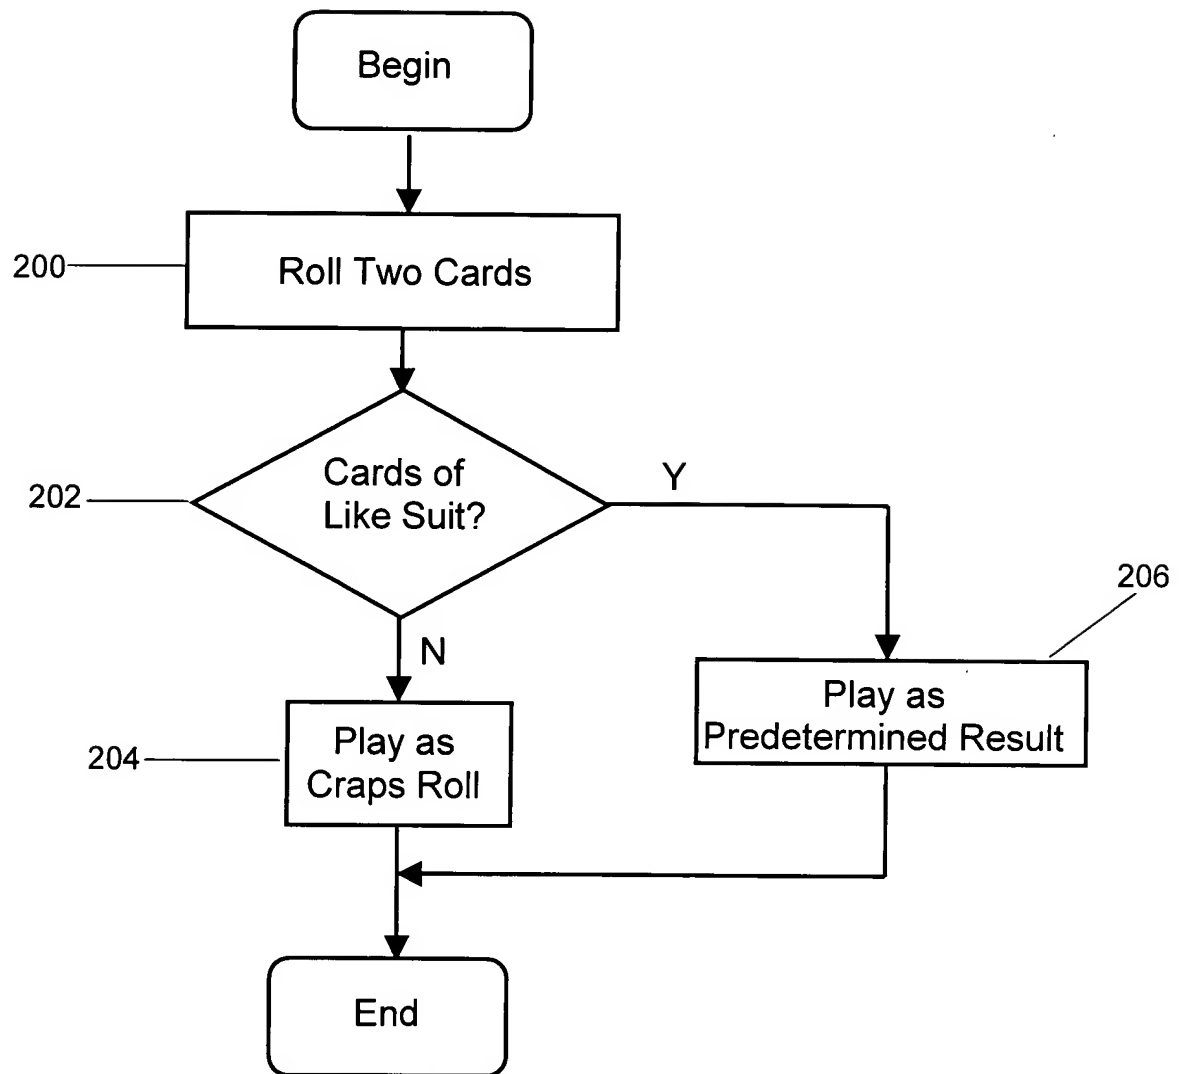 Begin
200
Roll Two Cards
202
Cards of
Like Suit?
Y
N
206
Play as
Predetermined Result
204
Play as
Craps Roll
End